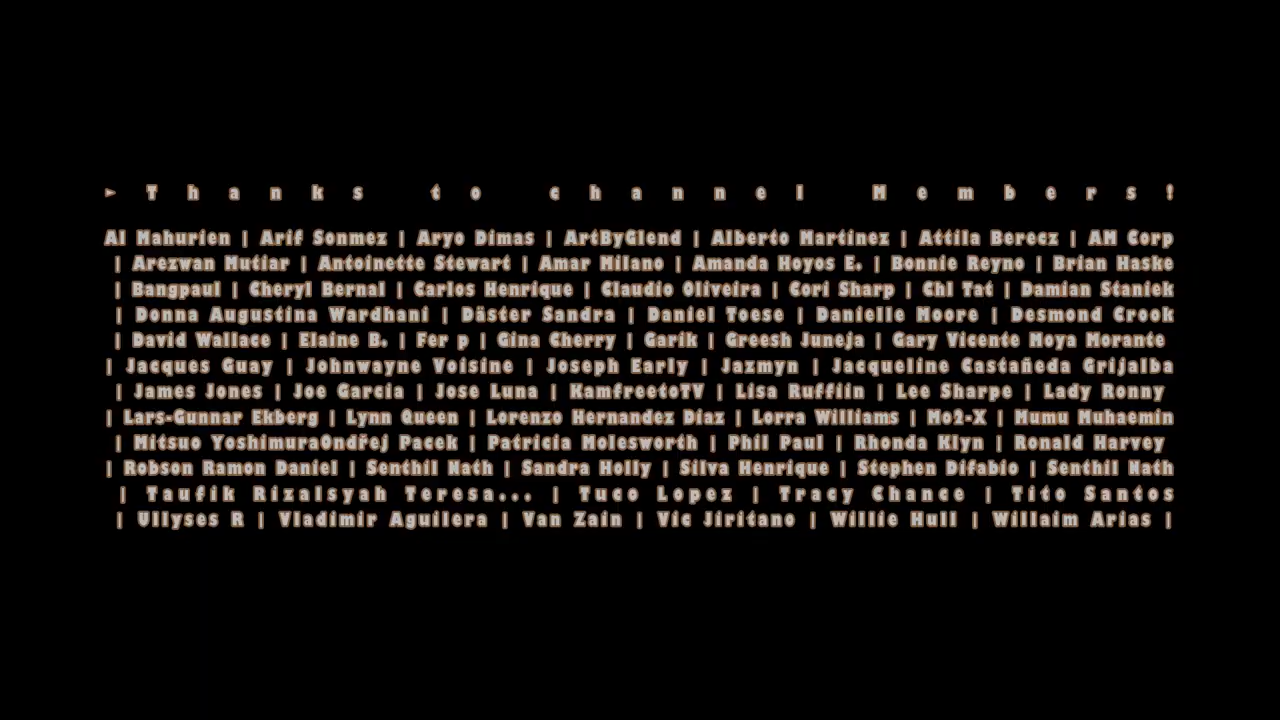 ► Thanks to channel Members!
Al Mahurien | Arif Sonmez | Aryo Dimas | ArtByGlend | Alberto Martinez | Attila Berecz | AM Corp
| Arezwan Mutiar | Antoinette Stewart | Amar Milano | Amanda Hoyos E. | Bonnie Reyno | Brian Haske
| Bangpaul | Cheryl Bernal | Carlos Henrique | Claudio Oliveira | Cori Sharp | Chl Tat | Damian Staniek
| Donna Augustina Wardhani | Däster Sandra | Daniel Toese | Danielle Moore | Desmond Crook
| David Wallace | Elaine B. | Fer p | Gina Cherry | Garik | Greesh Juneja | Gary Vicente Moya Morante
| Jacques Guay | Johnwayne Voisine | Joseph Early | Jazmyn | Jacqueline Castañeda Grijalba
| James Jones | Joe Garcia | Jose Luna | KamfreetoTV | Lisa Rufflin | Lee Sharpe | Lady Ronny
| Lars-Gunnar Ekberg | Lynn Queen | Lorenzo Hernandez Diaz | Lorra Williams | Mo2-X | Mumu Muhaemin
| Mitsuo YoshimuraOndřej Pacek | Patricia Molesworth | Phil Paul | Rhonda Klyn | Ronald Harvey
| Robson Ramon Daniel | Senthil Nath | Sandra Holly | Silva Henrique | Stephen Difabio | Senthil Nath
| Taufik Rizalsyah Teresa... | Tuco Lopez | Tracy Chance | Tito Santos
| Ullyses R | Vladimir Aguilera | Van Zain | Vic Jiritano | Willie Hull | Willaim Arias |